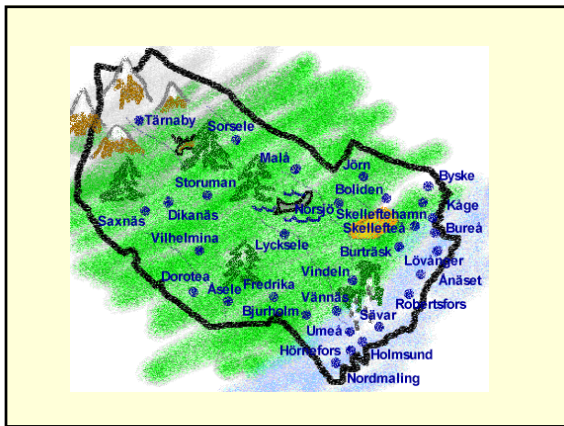 Tärnaby
Sorsele
Malå
Jörn
Byske
Storuman
Boliden
Norsjö
Kåge
Saxnäs
Dikanäs
Skelleftehamn
Skellefteå
Bureå
Vilhelmina
Lycksele
Burträsk
Lövånger
Vindeln
Ånäset
Dorotea
Åsele
Fredrika
Vännäs
Robertsfors
Bjurholm
Sävar
Umeå
Hörnefors
Holmsund
Nordmaling